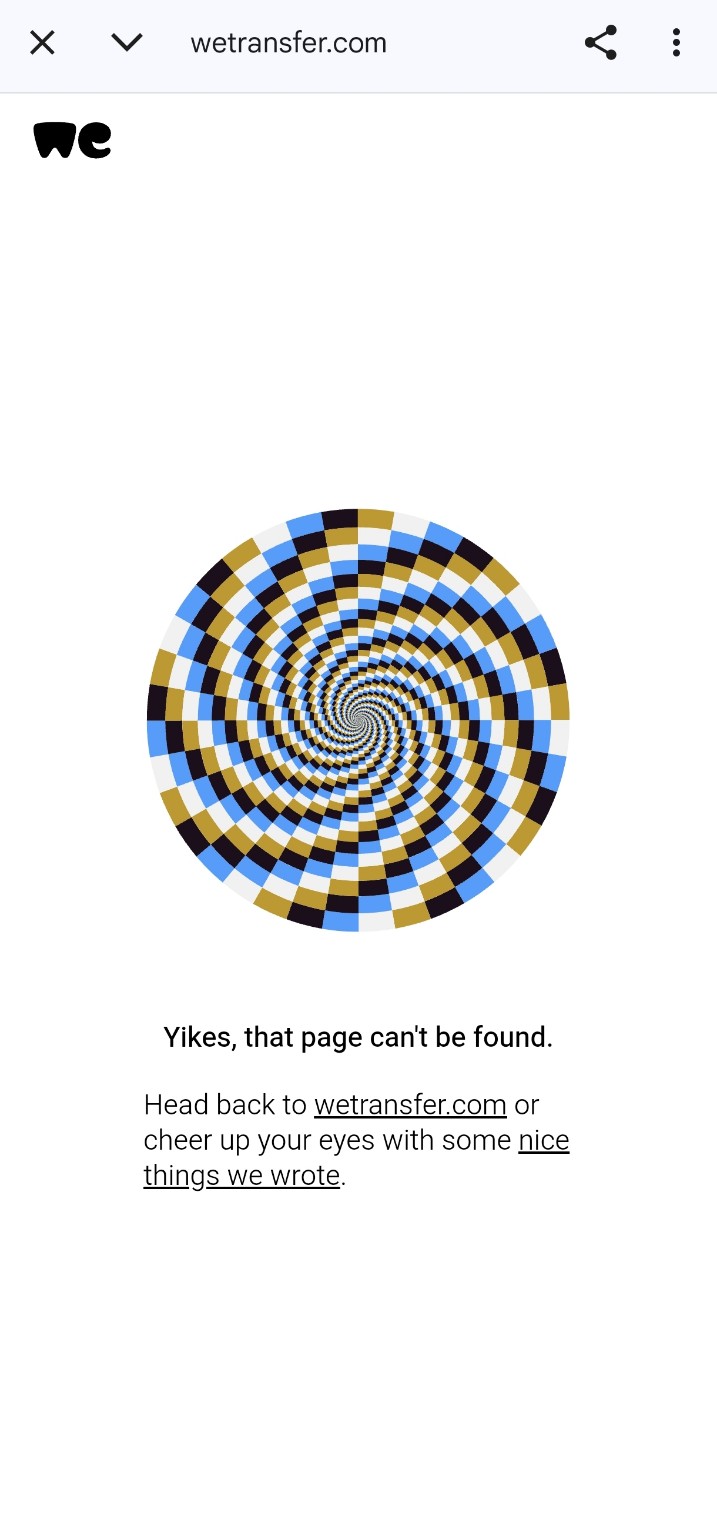 wetransfer.com
we
Yikes, that page can't be found.
Head back to wetransfer.com or
cheer up your eyes with some nice
things we wrote.